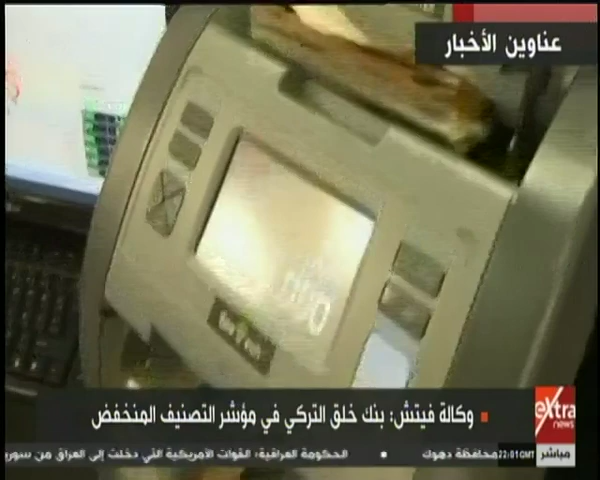 عناوين الأخبار
وكالة فيتش: بنك خلق التركي في مؤشر التصنيف المنخفض
eXtra
news
مباشر
22:01GMT
محافظة دهوك
الحكومة العراقية: القوات الأمريكية التي دخلت إلى العراق من سوريا